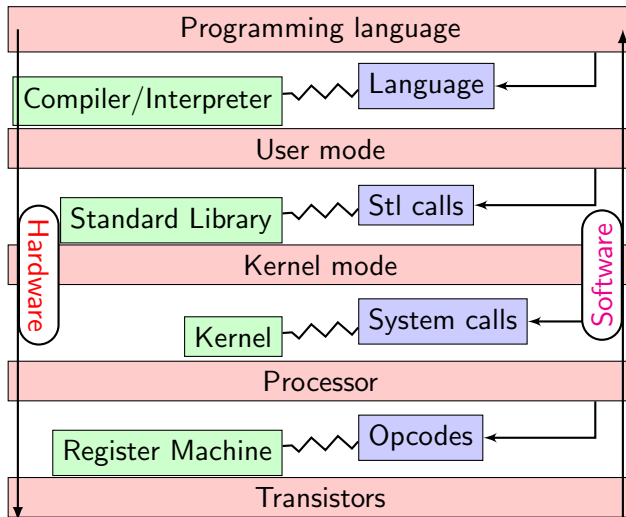 Programming language
Compiler/Interpreter
Language
User mode
Standard Library
Stl calls
Hardware
Software
Kernel mode
Kernel
System calls
Processor
Register Machine
Opcodes
Transistors